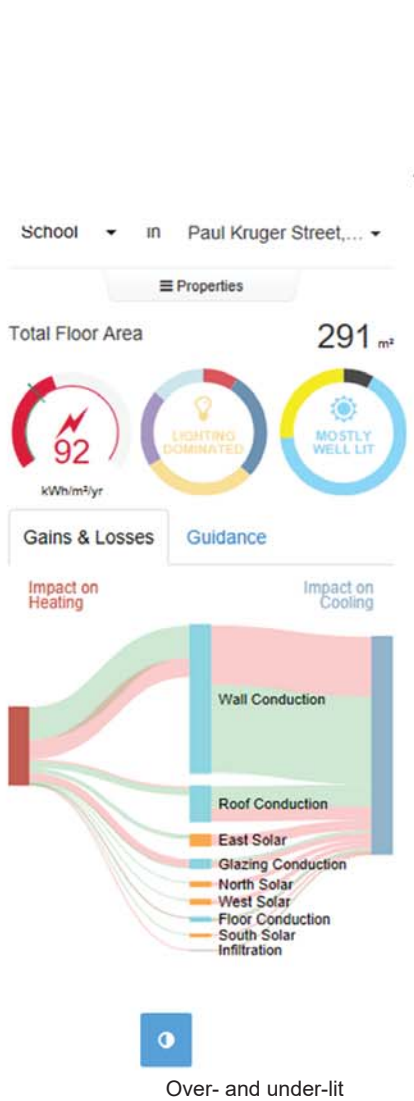 School in Paul Kruger Street,...
Properties
Total Floor Area 291 m²
92
kWh/m²/yr
LIGHTING
DOMINATED
MOSTLY
WELL LIT
Gains & Losses Guidance
Impact on
Heating
Impact on
Cooling
Wall Conduction
Roof Conduction
East Solar
Glazing Conduction
North Solar
West Solar
Floor Conduction
South Solar
Infiltration
Over- and under-lit